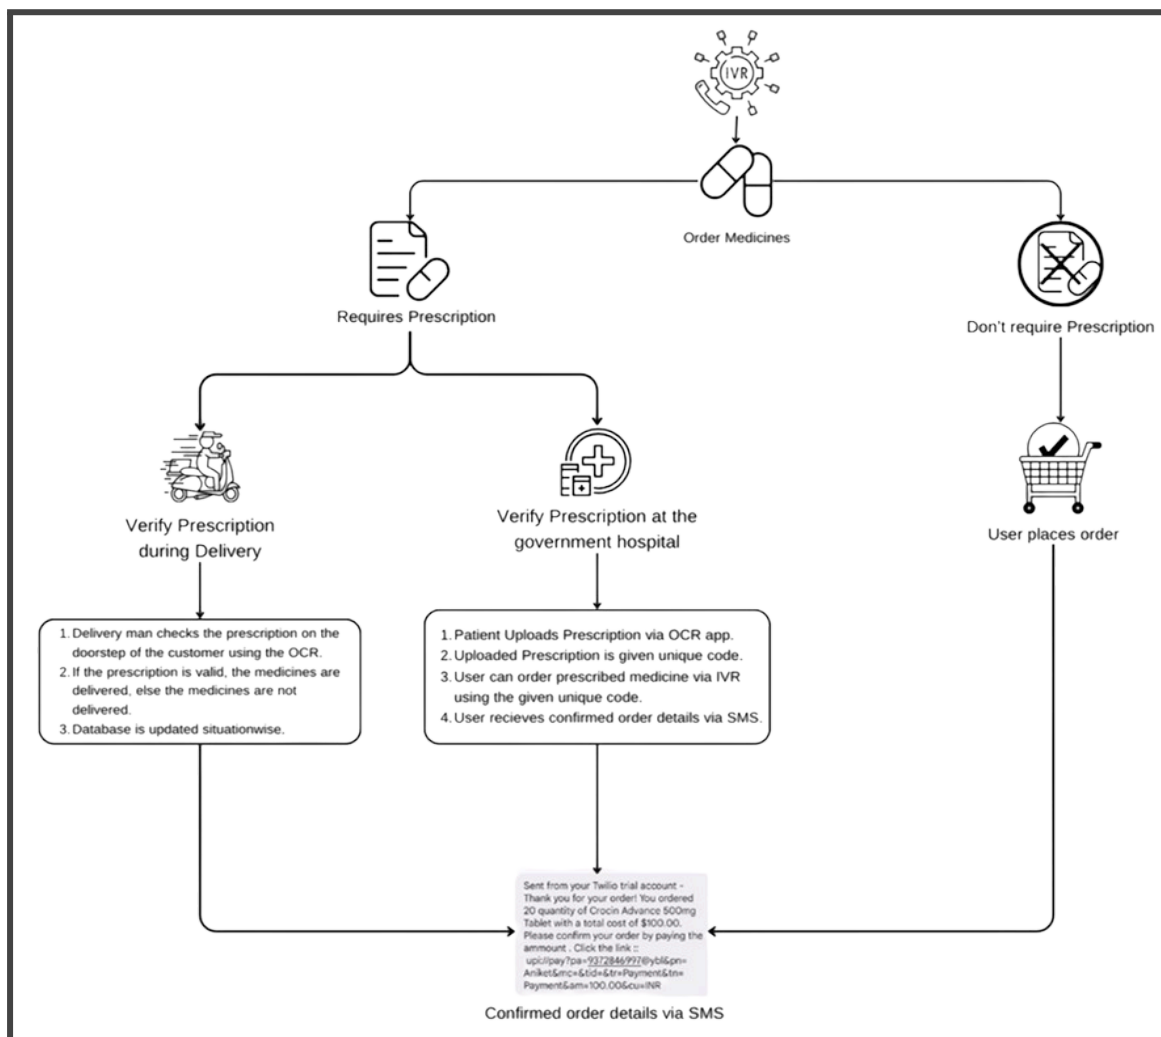 IVR
Order Medicines
Requires Prescription
Don't require Prescription
Verify Prescription
during Delivery
Verify Prescription at the
government hospital
User places order
1. Delivery man checks the prescription on the
doorstep of the customer using the OCR.
2. If the prescription is valid, the medicines are
delivered, else the medicines are not
delivered.
3. Database is updated situationwise.
1. Patient Uploads Prescription via OCR app.
2. Uploaded Prescription is given unique code.
3. User can order prescribed medicine via IVR
using the given unique code.
4. User recieves confirmed order details via SMS.
Sent from your Twilio trial account -
Thank you for your order! You ordered
20 quantity of Crocin Advance 500mg
Tablet with a total cost of $100.00.
Please confirm your order by paying the
ammount . Click the link ::
upi://pay?pa=9372846997@ybl&pn=
Aniket&mc=&tid=&tr=Payment&tn=
Payment&am=100.00&cu=INR
Confirmed order details via SMS